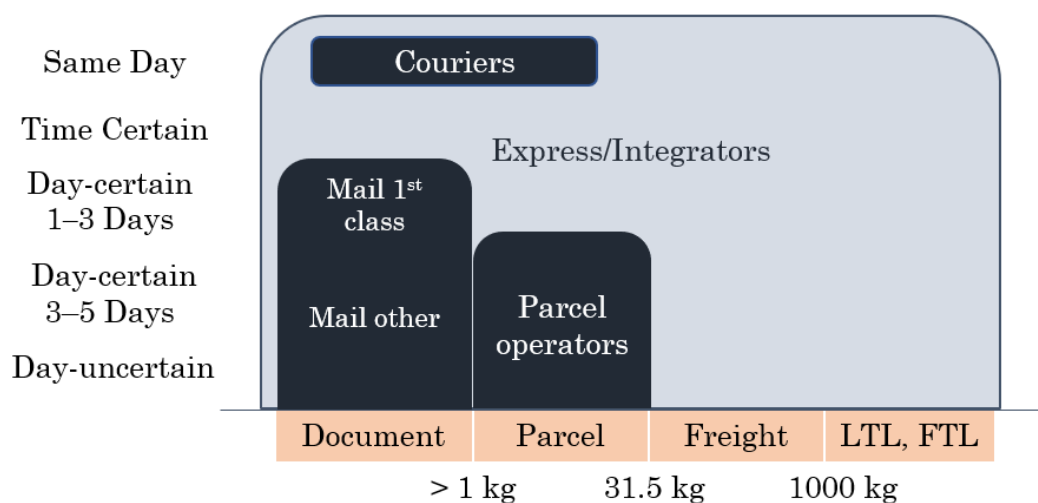 Same Day
Couriers
Time Certain
Express/Integrators
Day-certain
1–3 Days
Mail 1st
class
Day-certain
3–5 Days
Mail other
Parcel
operators
Day-uncertain
Document
Parcel
Freight
LTL, FTL
> 1 kg
31.5 kg
1000 kg